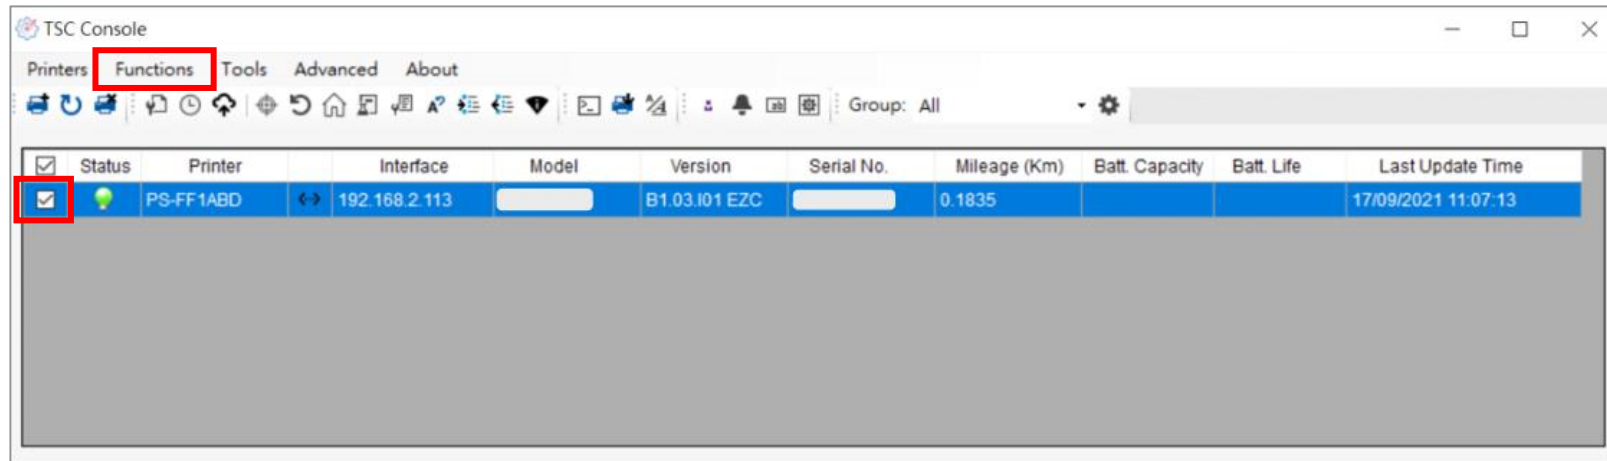 TSC Console
Printers Functions Tools Advanced About
Group: All
Status Printer Interface Model Version Serial No. Mileage (Km) Batt. Capacity Batt. Life Last Update Time
PS-FF1ABD 192.168.2.113 B1.03.I01 EZC 0.1835 17/09/2021 11:07:13